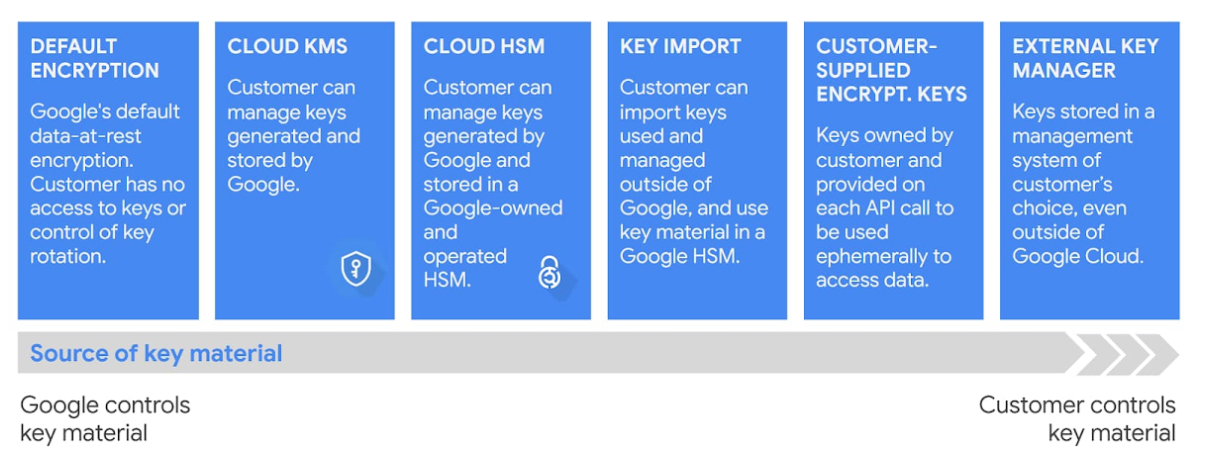 DEFAULT
ENCRYPTION
Google's default
data-at-rest
encryption.
Customer has no
access to keys or
control of key
rotation.
CLOUD KMS
Customer can
manage keys
generated and
stored by
Google.
CLOUD HSM
Customer can
manage keys
generated by
Google and
stored in a
Google-owned
and
operated
HSM.
KEY IMPORT
Customer can
import keys
used and
managed
outside of
Google, and use
key material in a
Google HSM.
CUSTOMER-
SUPPLIED
ENCRYPT. KEYS
Keys owned by
customer and
provided on
each API call to
be used
ephemerally to
access data.
EXTERNAL KEY
MANAGER
Keys stored in a
management
system of
customer's
choice, even
outside of
Google Cloud.
Source of key material
Google controls
key material
Customer controls
key material